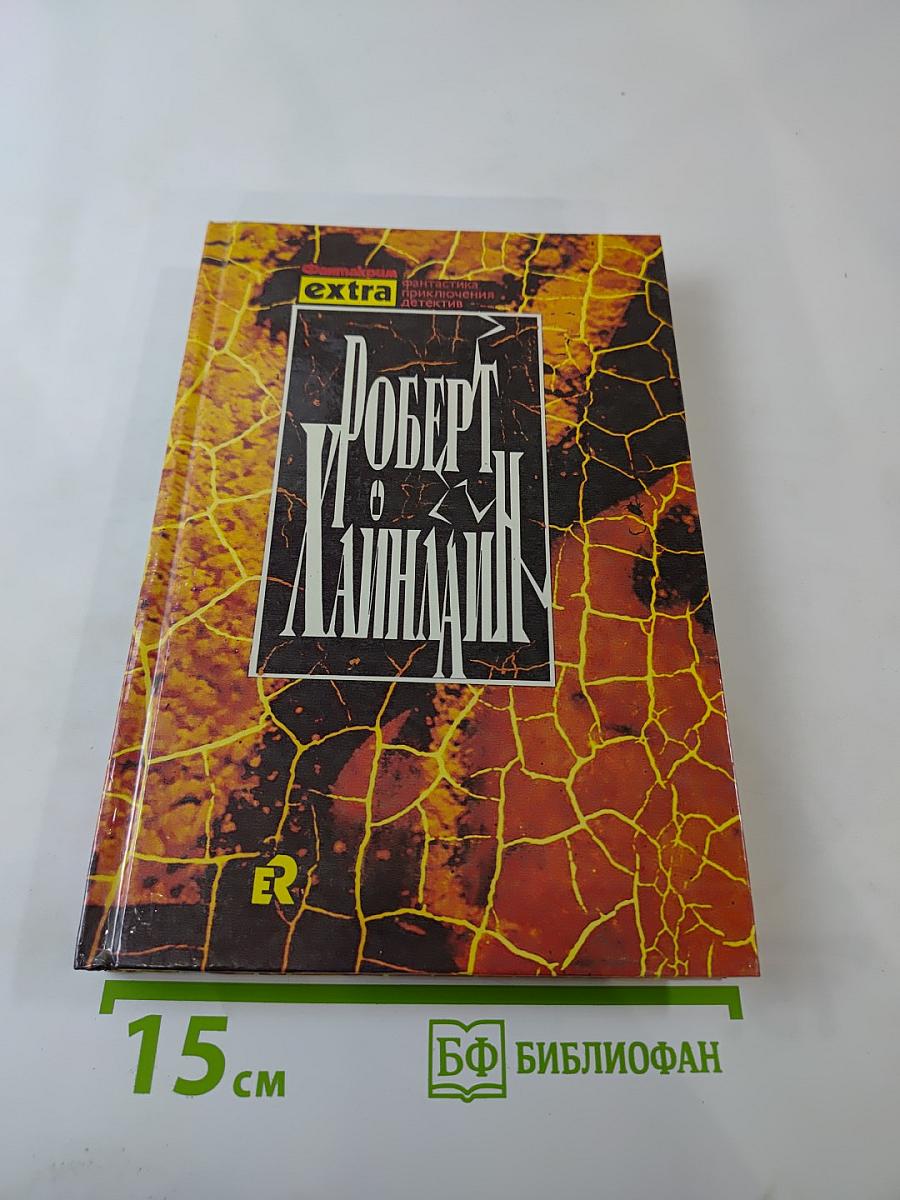 Фантакрим
extra
фантастика
приключения
детектив
РОБЕРТ
ХАЙНЛАЙН
ER
15 см
БФ БИБЛИОФАН